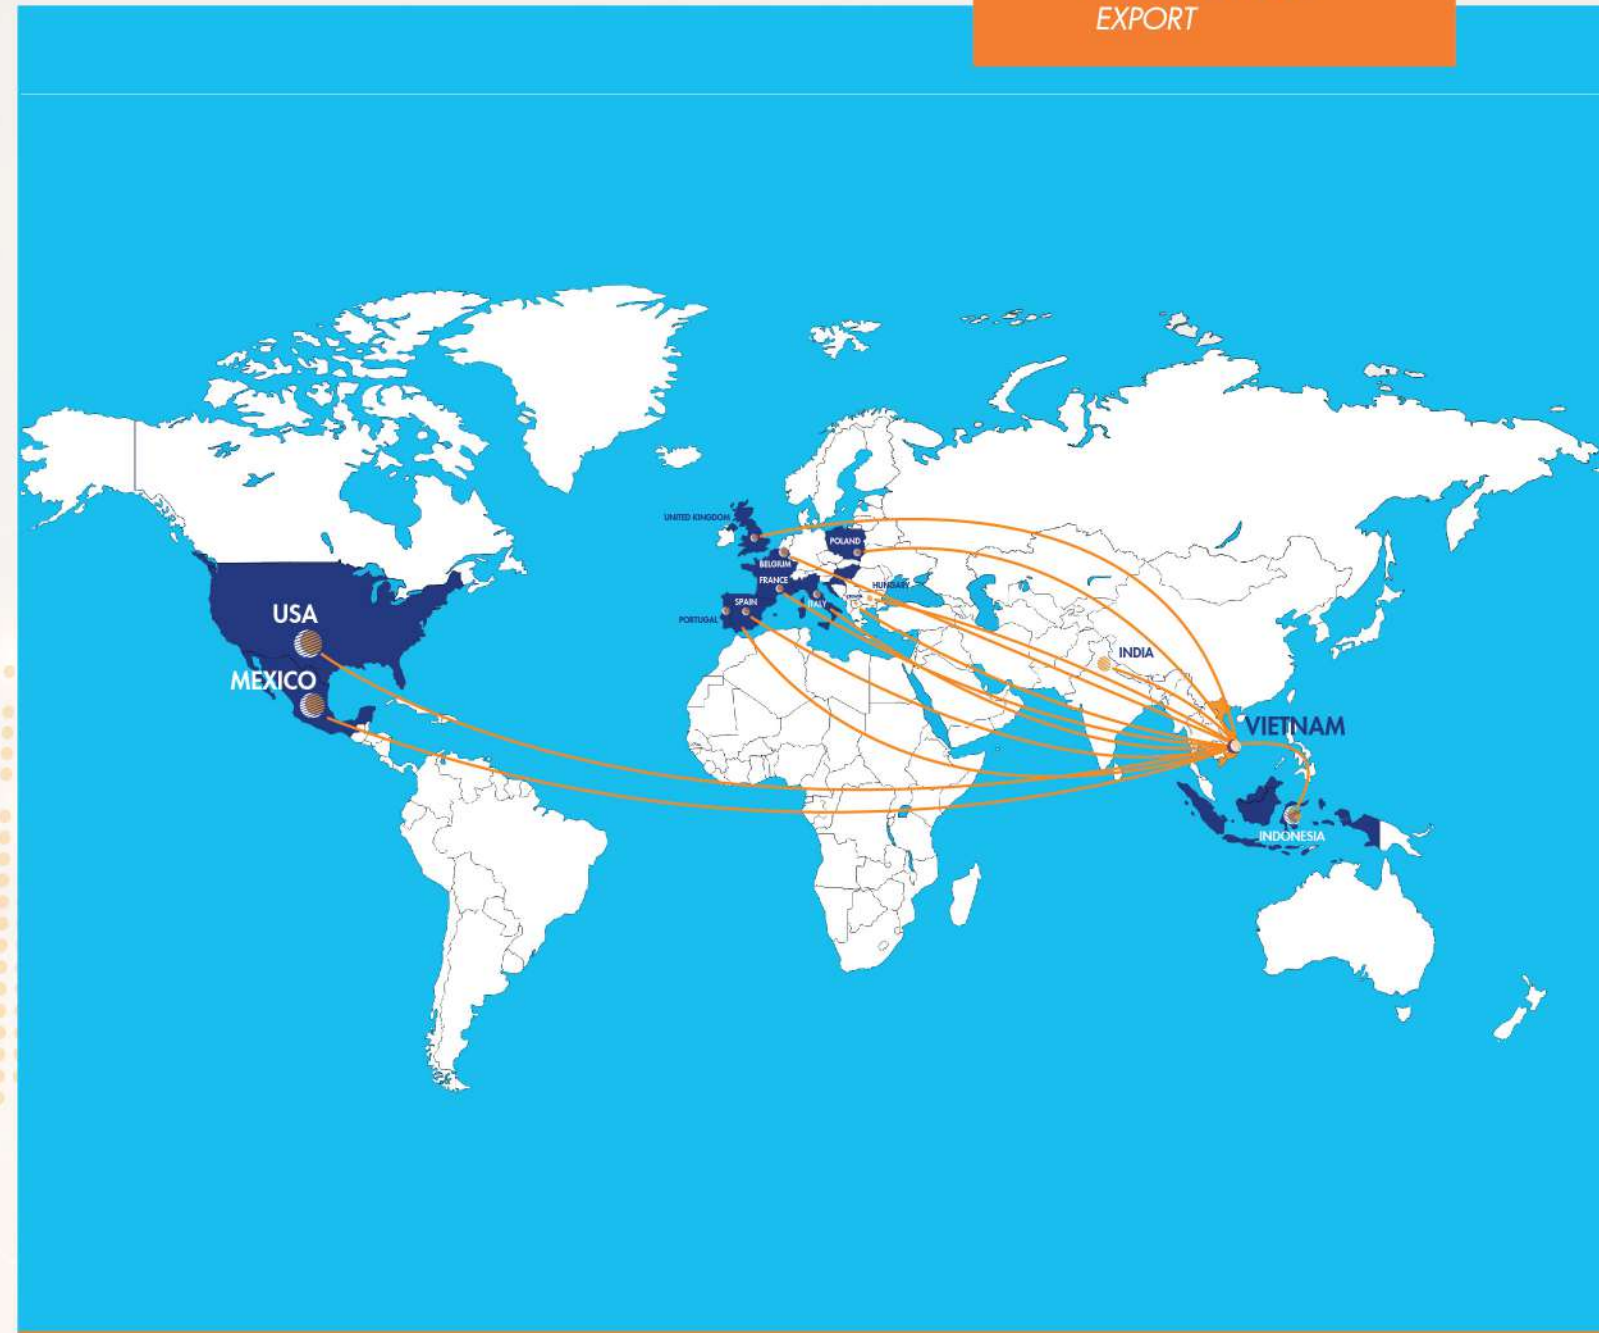 EXPORT
UNITED KINGDOM
POLAND
BELGIUM
FRANCE
HUNGARY
SPAIN
ITALY
PORTUGAL
USA
MEXICO
INDIA
VIETNAM
INDONESIA